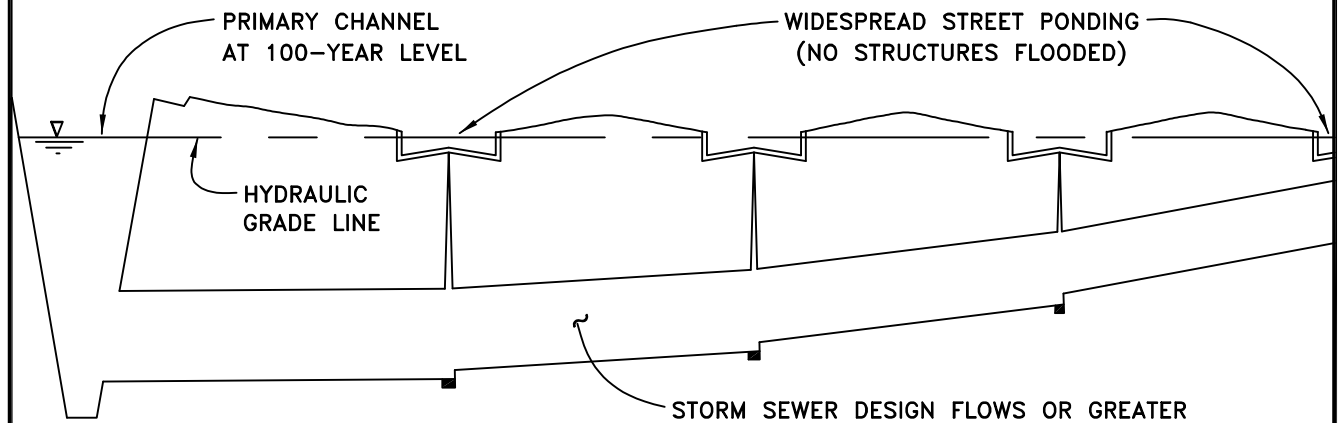 PRIMARY CHANNEL
AT 100–YEAR LEVEL
WIDESPREAD STREET PONDING
(NO STRUCTURES FLOODED)
HYDRAULIC
GRADE LINE
STORM SEWER DESIGN FLOWS OR GREATER